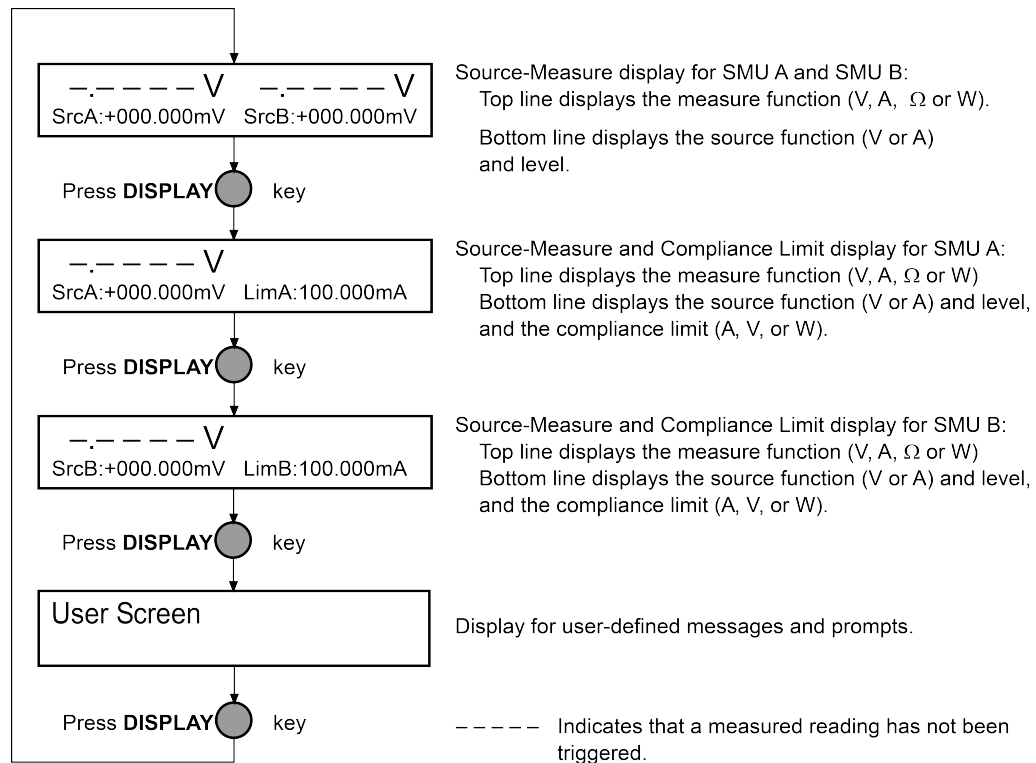 –.– – – – V –.– – – – V
SrcA:+000.000mV SrcB:+000.000mV
Source-Measure display for SMU A and SMU B:
Top line displays the measure function (V, A, Ω or W).
Bottom line displays the source function (V or A)
and level.
Press DISPLAY key
–.– – – – V
SrcA:+000.000mV LimA:100.000mA
Source-Measure and Compliance Limit display for SMU A:
Top line displays the measure function (V, A, Ω or W)
Bottom line displays the source function (V or A) and level,
and the compliance limit (A, V, or W).
Press DISPLAY key
–.– – – – V
SrcB:+000.000mV LimB:100.000mA
Source-Measure and Compliance Limit display for SMU B:
Top line displays the measure function (V, A, Ω or W)
Bottom line displays the source function (V or A) and level,
and the compliance limit (A, V, or W).
Press DISPLAY key
User Screen
Display for user-defined messages and prompts.
Press DISPLAY key
– – – – – Indicates that a measured reading has not been
triggered.